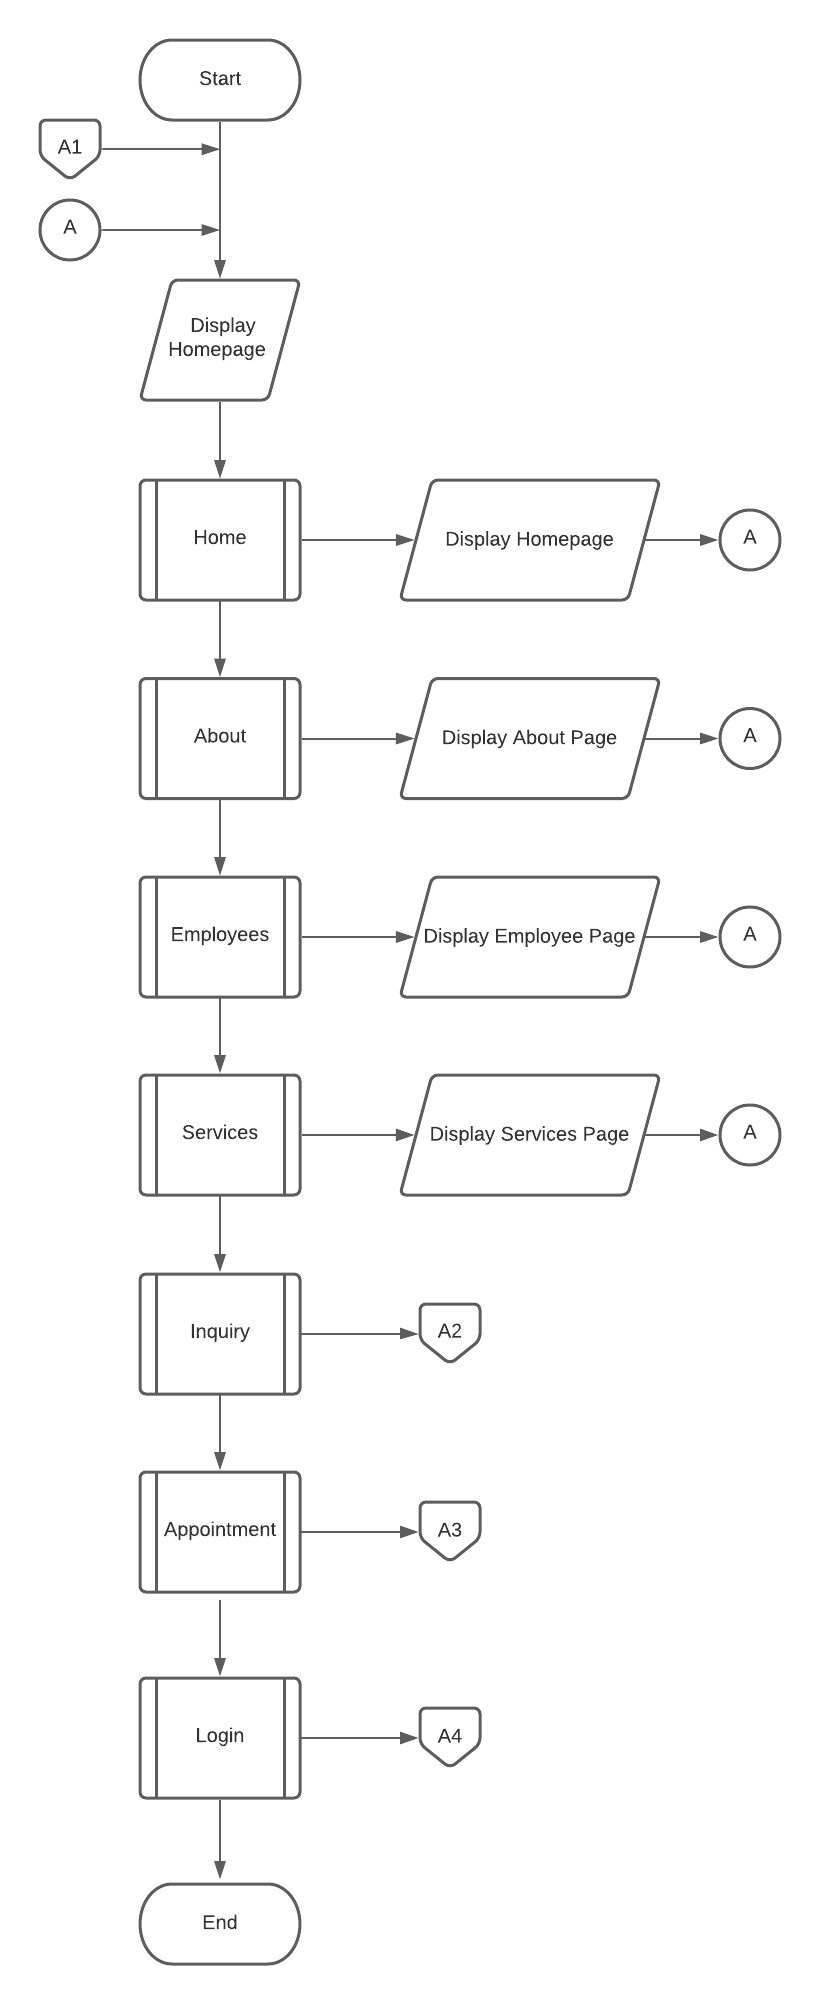 Start
A1
A
Display
Homepage
Home
Display Homepage
A
About
Display About Page
A
Employees
Display Employee Page
A
Services
Display Services Page
A
Inquiry
A2
Appointment
A3
Login
A4
End